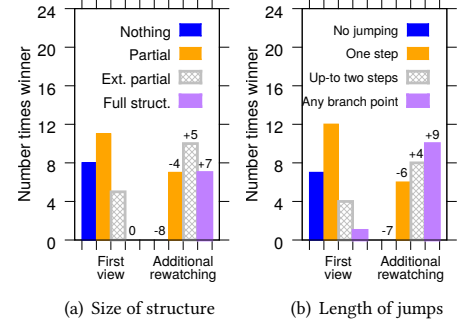 24
20
16
12
8
4
0
Number times winner
Nothing
Partial
Ext. partial
Full struct.
0
-8
-4
+5
+7
First
view
Additional
rewatching
(a) Size of structure
24
20
16
12
8
4
0
Number times winner
No jumping
One step
Up-to two steps
Any branch point
-7
-6
+4
+9
First
view
Additional
rewatching
(b) Length of jumps